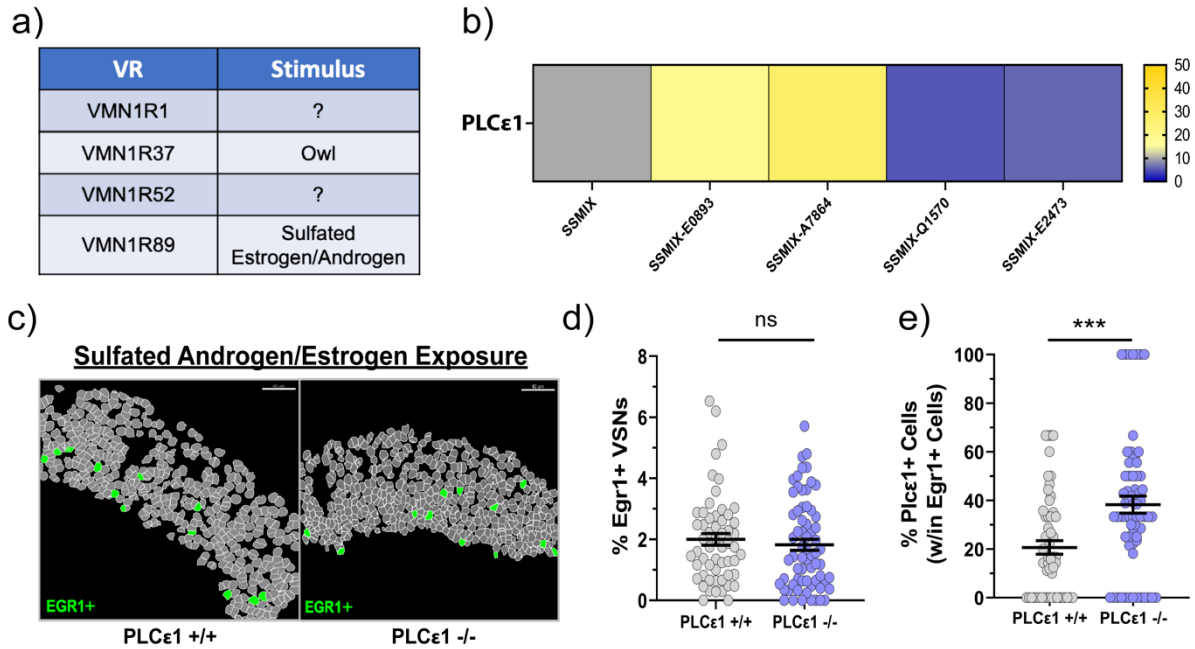 a)
VR Stimulus
VMN1R1 ?
VMN1R37 Owl
VMN1R52 ?
VMN1R89 Sulfated
Estrogen/Androgen
b)
PLCε1
50
40
30
20
10
0
SSMIX
SSMIX-E0893
SSMIX-A7864
SSMIX-Q1570
SSMIX-E2473
c)
Sulfated Androgen/Estrogen Exposure
EGR1+
EGR1+
PLCε1 +/+
PLCε1 -/-
d)
ns
% Egr1+ VSNs
8
6
4
2
0
PLCε1 +/+
PLCε1 -/-
e)
***
% Plcε1+ Cells
(w/in Egr1+ Cells)
100
80
60
40
20
0
PLCε1 +/+
PLCε1 -/-